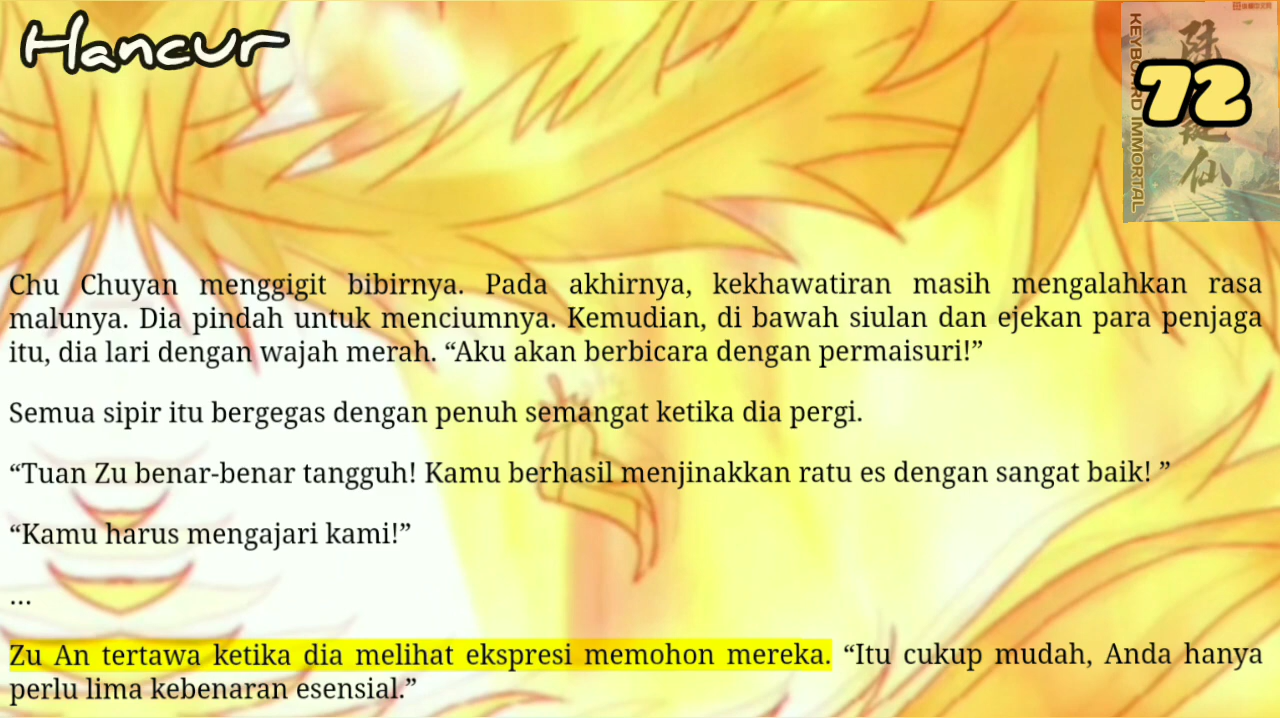 Hancur
72
KEYBOARD IMMORTAL
Chu Chuyan menggigit bibirnya. Pada akhirnya, kekhawatiran masih mengalahkan rasa
malunya. Dia pindah untuk menciumnya. Kemudian, di bawah siulan dan ejekan para penjaga
itu, dia lari dengan wajah merah. “Aku akan berbicara dengan permaisuri!”
Semua sipir itu bergegas dengan penuh semangat ketika dia pergi.
“Tuan Zu benar-benar tangguh! Kamu berhasil menjinakkan ratu es dengan sangat baik! ”
“Kamu harus mengajari kami!”
...
Zu An tertawa ketika dia melihat ekspresi memohon mereka. “Itu cukup mudah, Anda hanya
perlu lima kebenaran esensial.”